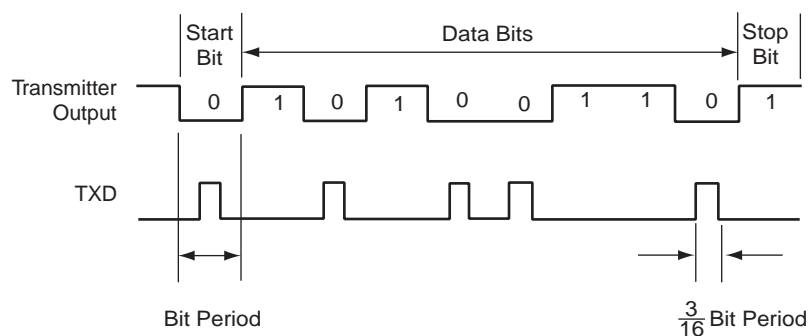 Start
Bit
Data Bits
Stop
Bit
Transmitter
Output
0 1 0 1 0 0 1 1 0 1
TXD
Bit Period
3
16 Bit Period